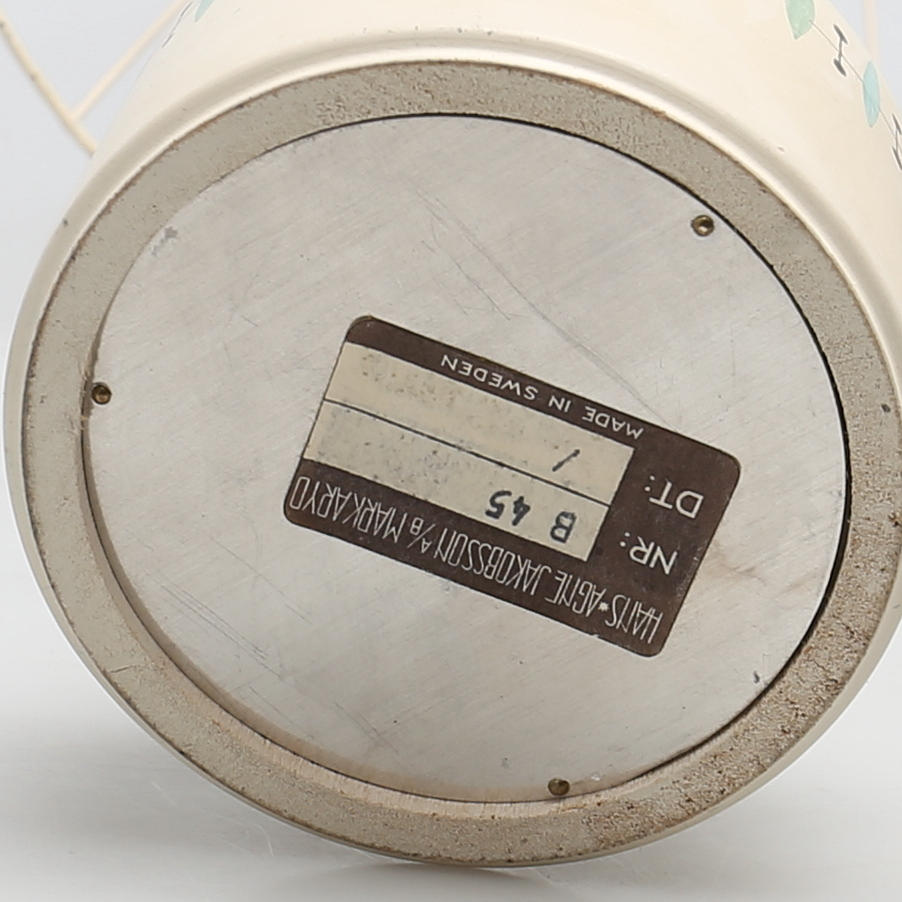 HANS-AGNE JAKOBSSON A/B MARKARYD
NR: B 45
DT: /
MADE IN SWEDEN